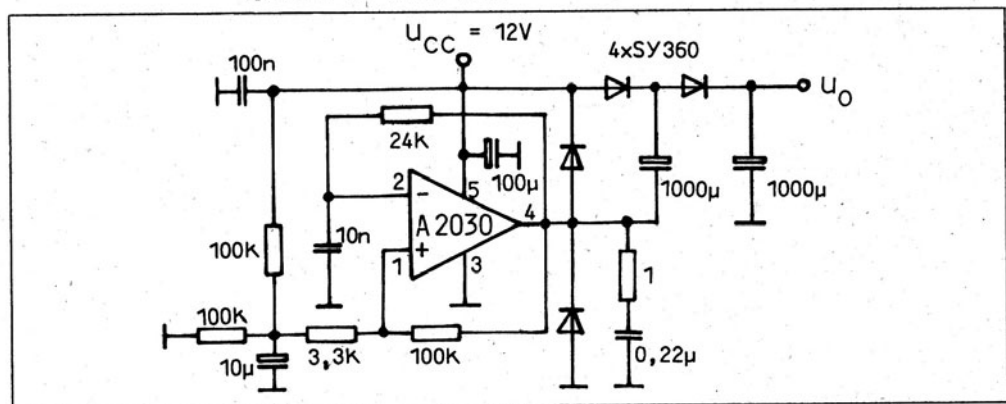 U_CC = 12V
100n
4xSY360
U_O
24K
100µ
2
-
5
A 2030
4
+
1
3
1000µ
1000µ
100K
10n
1
100K
10µ
3,3K
100K
0,22µ